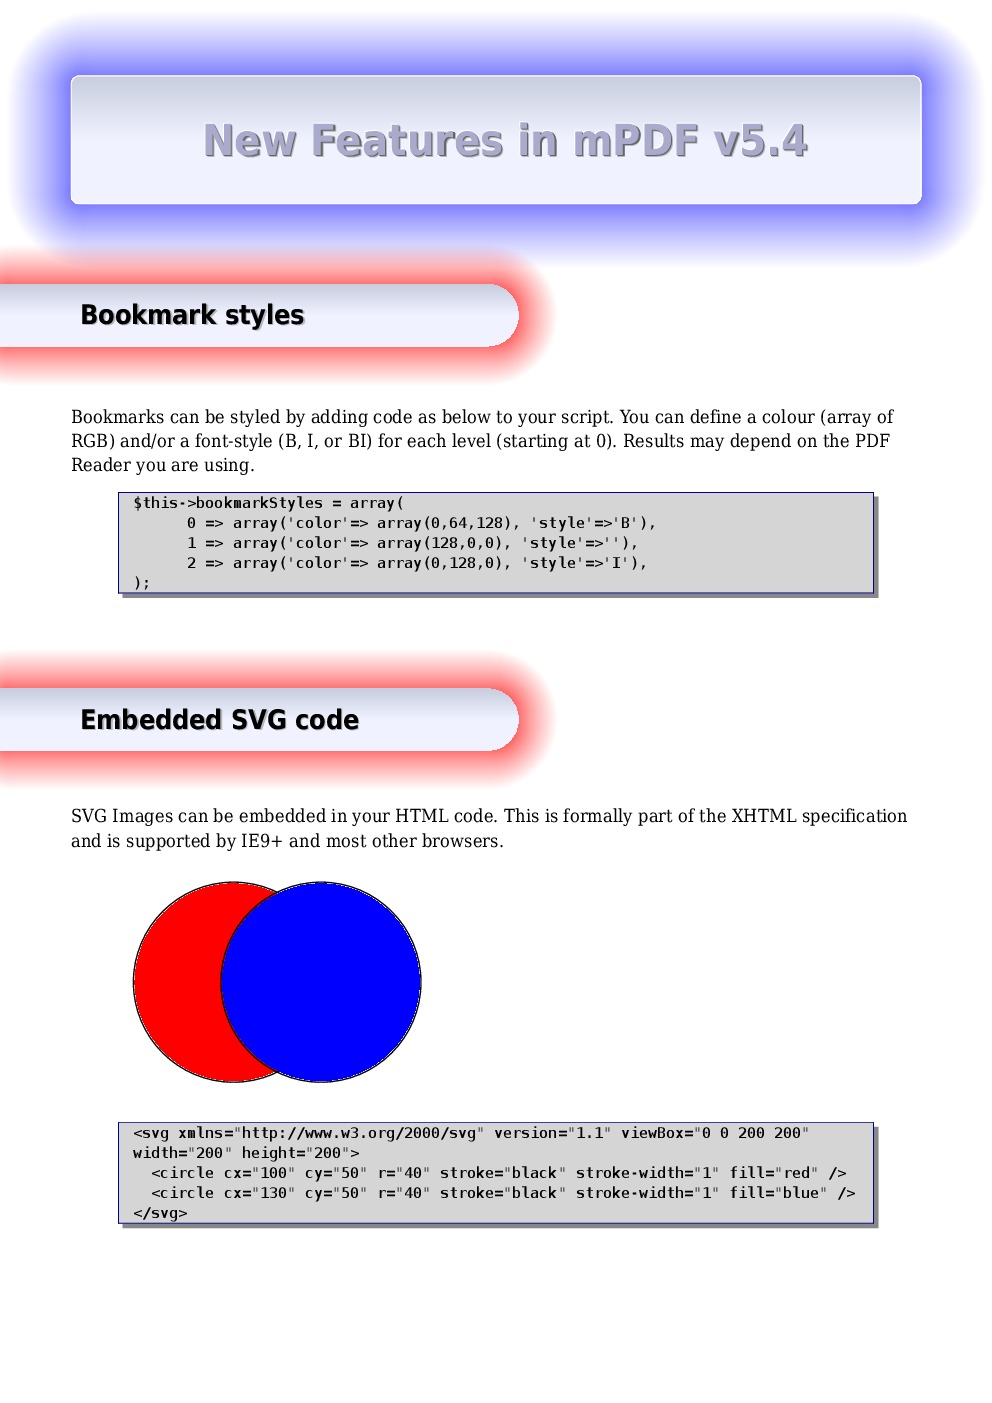 New Features in mPDF v5.4
Bookmark styles
Bookmarks can be styled by adding code as below to your script. You can define a colour (array of
RGB) and/or a font-style (B, I, or BI) for each level (starting at 0). Results may depend on the PDF
Reader you are using.
$this->bookmarkStyles = array(
      0 => array('color'=> array(0,64,128), 'style'=>'B'),
      1 => array('color'=> array(128,0,0), 'style'=>''),
      2 => array('color'=> array(0,128,0), 'style'=>'I'),
);
Embedded SVG code
SVG Images can be embedded in your HTML code. This is formally part of the XHTML specification
and is supported by IE9+ and most other browsers.
<svg xmlns="http://www.w3.org/2000/svg" version="1.1" viewBox="0 0 200 200"
width="200" height="200">
  <circle cx="100" cy="50" r="40" stroke="black" stroke-width="1" fill="red" />
  <circle cx="130" cy="50" r="40" stroke="black" stroke-width="1" fill="blue" />
</svg>